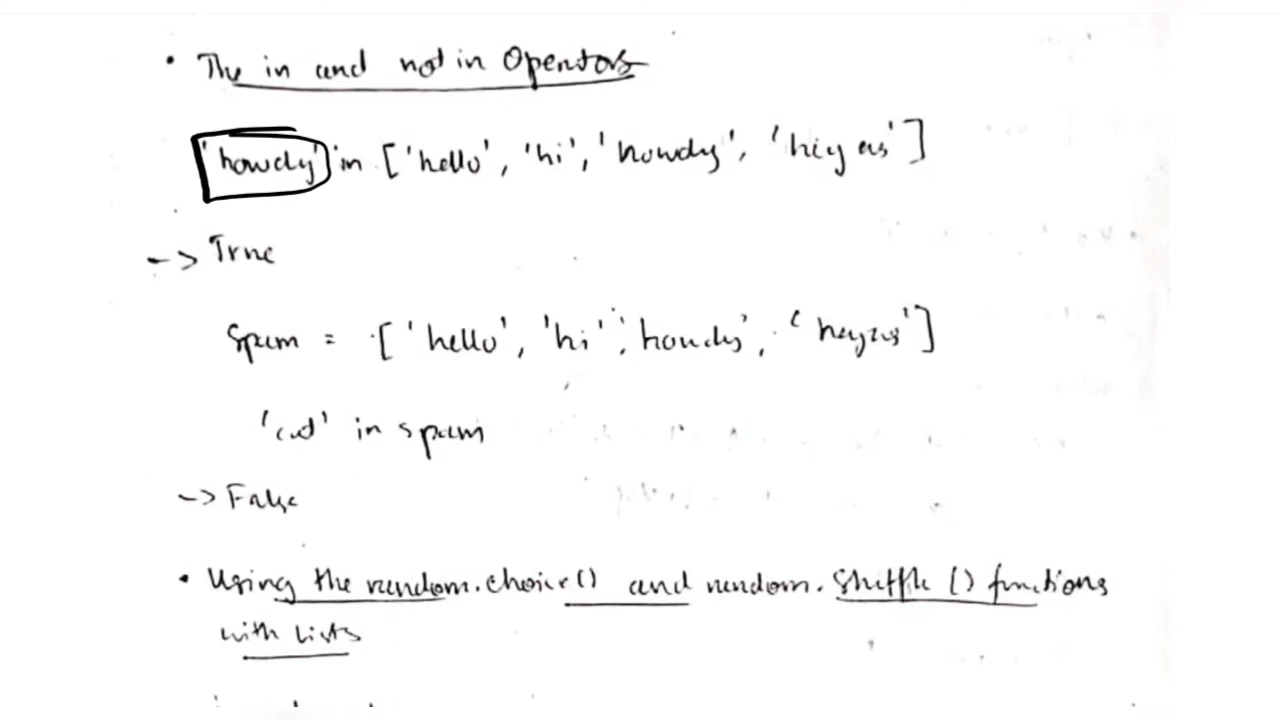 • The in and not in Operators
'howdy' in ['hello', 'hi', 'howdy', 'heyas']
-> True
Spam = ['hello', 'hi', 'howdy', 'heyas']
'cat' in spam
-> False
• Using the random.choice() and random.shuffle() functions
with lists